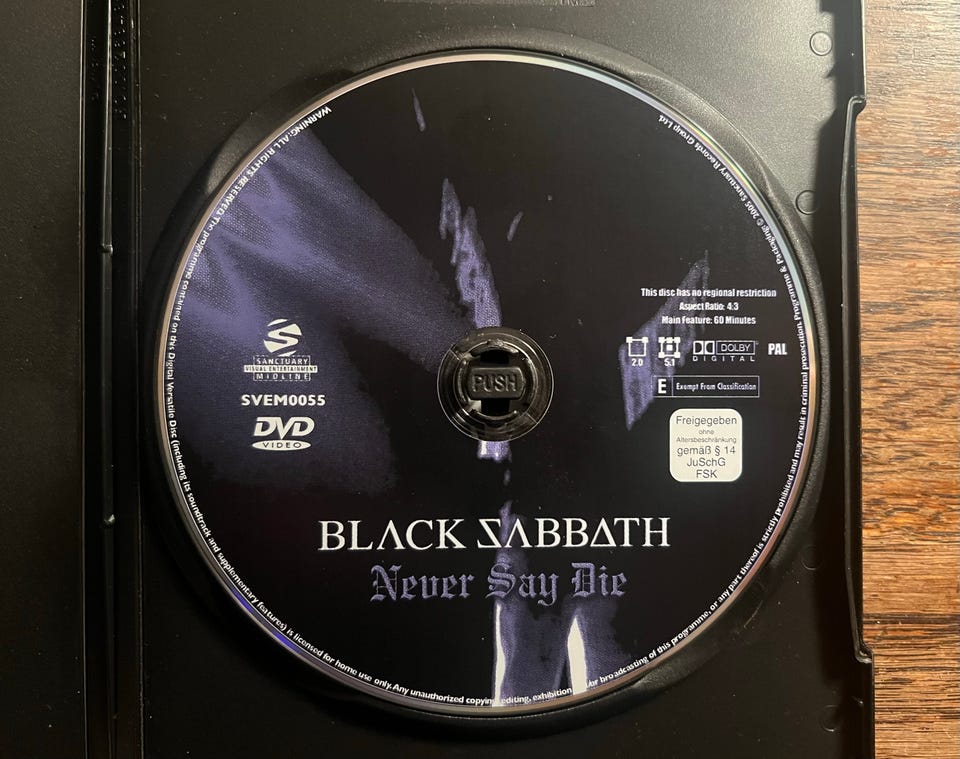 WARNING: ALL RIGHTS RESERVED. The programme contained on this Digital Versatile Disc (including its soundtrack and supplementary features) is licensed for home use only. Any unauthorized copying, editing, exhibition, /or broadcasting of this programme, or any part thereof is strictly prohibited and may result in criminal prosecution. Programme & Packaging © 2005 Sanctuary Records Group Ltd.
This disc has no regional restriction
Aspect Ratio: 4:3
Main Feature: 60 Minutes
2.0 5.1 DOLBY DIGITAL PAL
E Exempt From Classification
S
SANCTUARY
VISUAL ENTERTAINMENT
MIDLINE
SVEM0055
DVD
VIDEO
PUSH
Freigegeben
ohne
Altersbeschränkung
gemäß § 14
JuSchG
FSK
BLΛCK ΣΛBBΔTH
Never Say Die